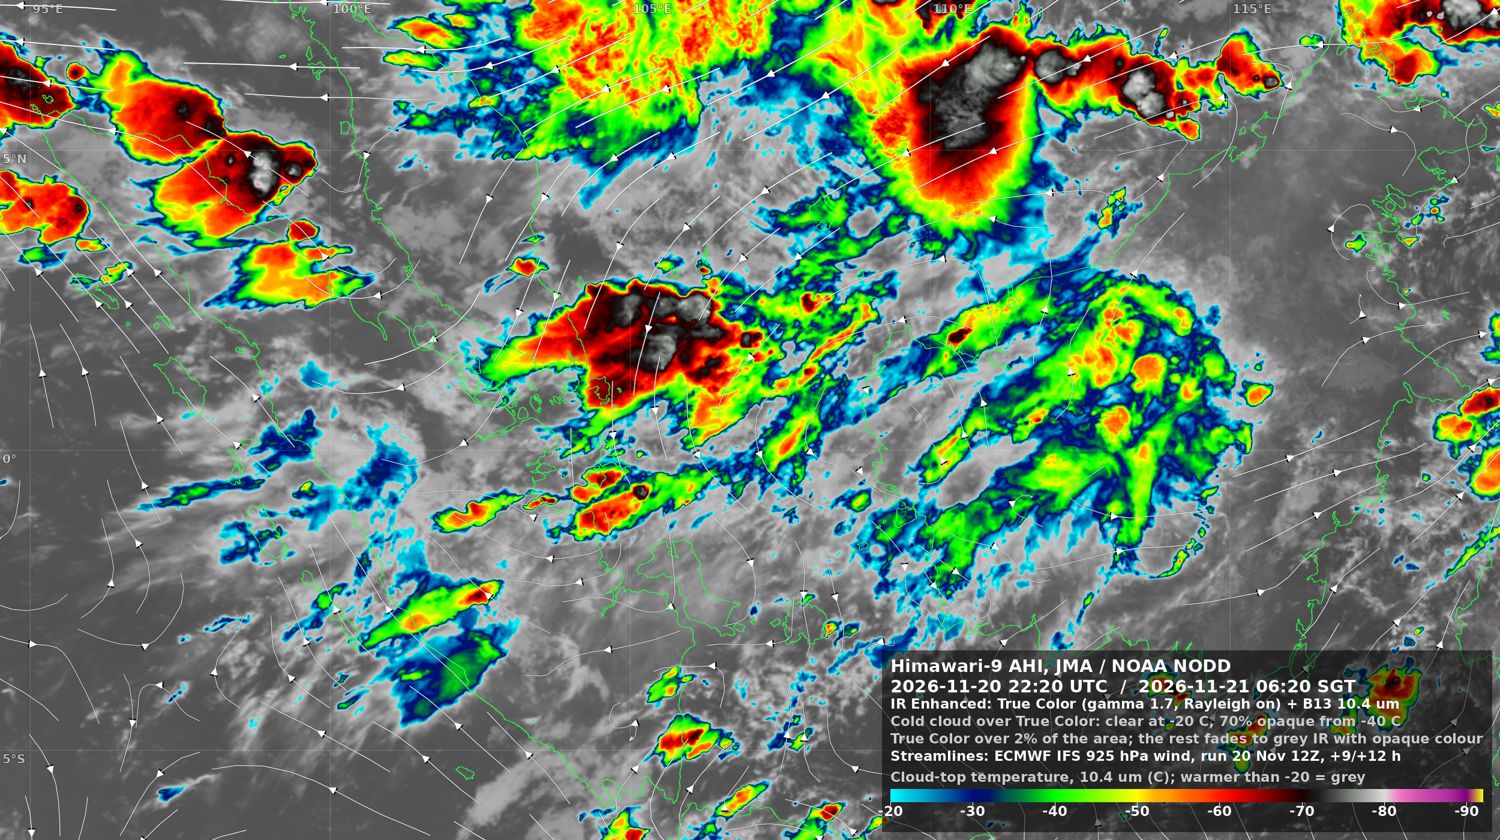 95°E 100°E 105°E 110°E 115°E
5°N
0°
5°S
Himawari-9 AHI, JMA / NOAA NODD
2026-11-20 22:20 UTC / 2026-11-21 06:20 SGT
IR Enhanced: True Color (gamma 1.7, Rayleigh on) + B13 10.4 um
Cold cloud over True Color: clear at -20 C, 70% opaque from -40 C
True Color over 2% of the area; the rest fades to grey IR with opaque colour
Streamlines: ECMWF IFS 925 hPa wind, run 20 Nov 12Z, +9/+12 h
Cloud-top temperature, 10.4 um (C); warmer than -20 = grey
-20 -30 -40 -50 -60 -70 -80 -90